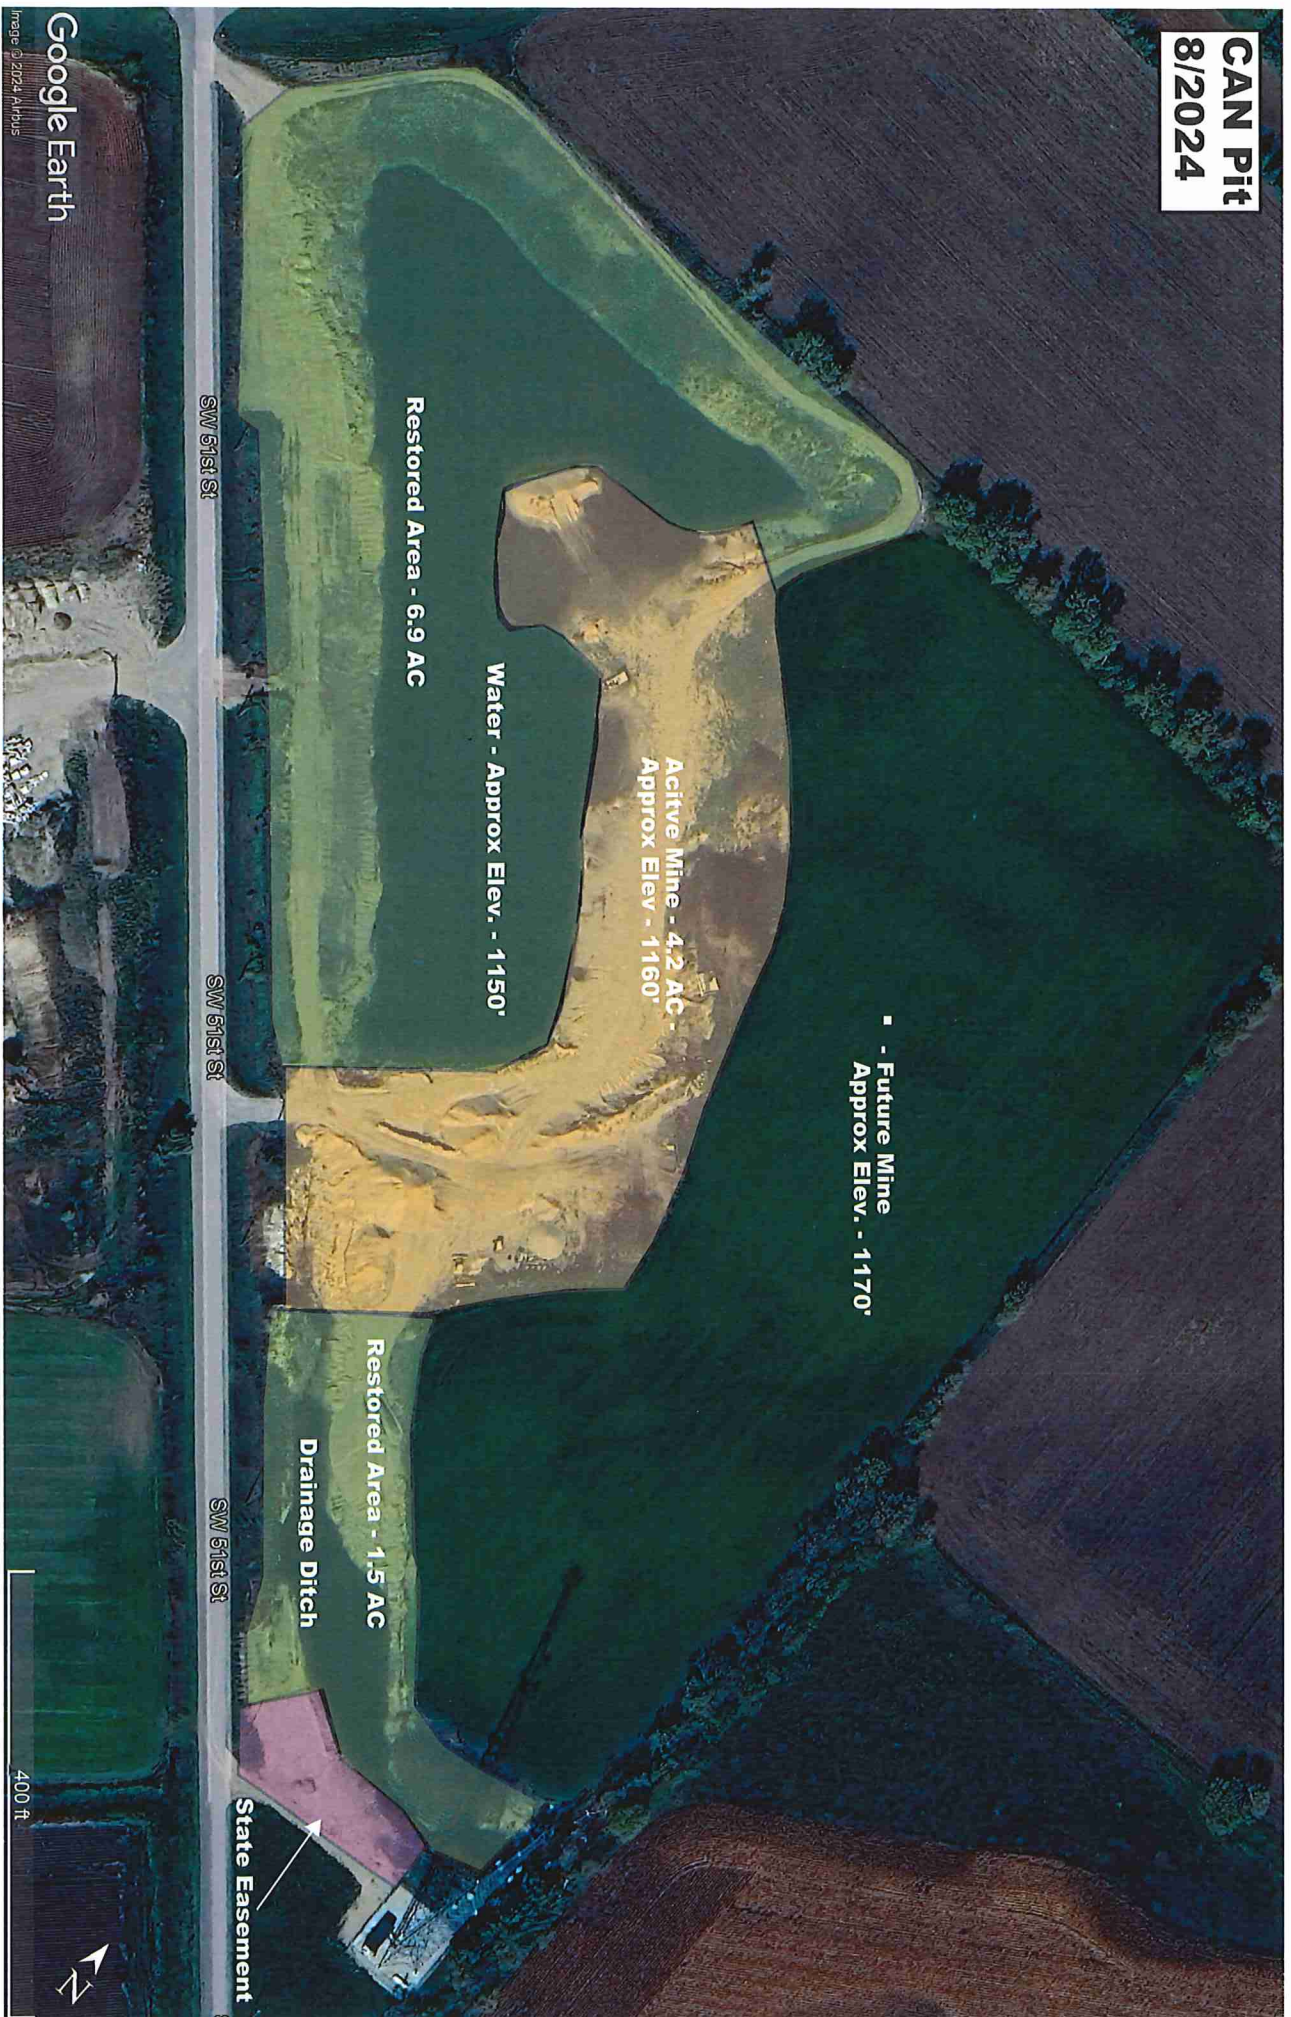 CAN Pit
8/2024
- Future Mine
Approx Elev. - 1170'
Acitve Mine - 4.2 AC -
Approx Elev - 1160'
Water - Approx Elev. - 1150'
Restored Area - 6.9 AC
Restored Area - 1.5 AC
Drainage Ditch
State Easement
SW 51st St
SW 51st St
SW 51st St
Google Earth
Image © 2024 Airbus
400 ft
N